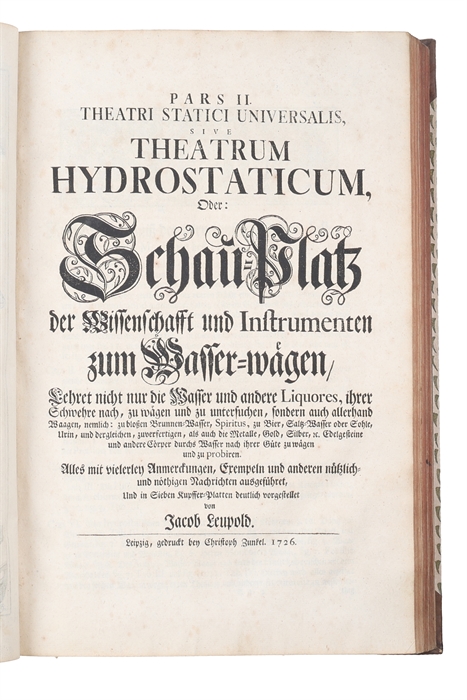 PARS II.
THEATRI STATICI UNIVERSALIS,
SIVE
THEATRUM
HYDROSTATICUM,
Oder:
Schau-Platz
der Wissenschafft und Instrumenten
zum Wasser-wägen/
Lehret nicht nur die Wasser und andere Liquores, ihrer
Schwehre nach, zu wägen und zu untersuchen, sondern auch allerhand
Waagen, nemlich: zu bloßen Brunnen-Wasser, Spiritus, zu Bier, Saltz-Wasser oder Sohle,
Urin, und dergleichen, zuverfertigen, als auch die Metalle, Gold, Silber, ꝛc. Edelgesteine
und andere Cörper durchs Wasser nach ihrer Güte zu wägen
und zu probiren.
Alles mit vielerley Anmerckungen, Exempeln und anderen nützlich-
und nöthigen Nachrichten ausgeführet,
Und in Sieben Kupffer-Platten deutlich vorgestellet
von
Jacob Leupold.
Leipzig, gedruckt bey Christoph Zunkel. 1726.